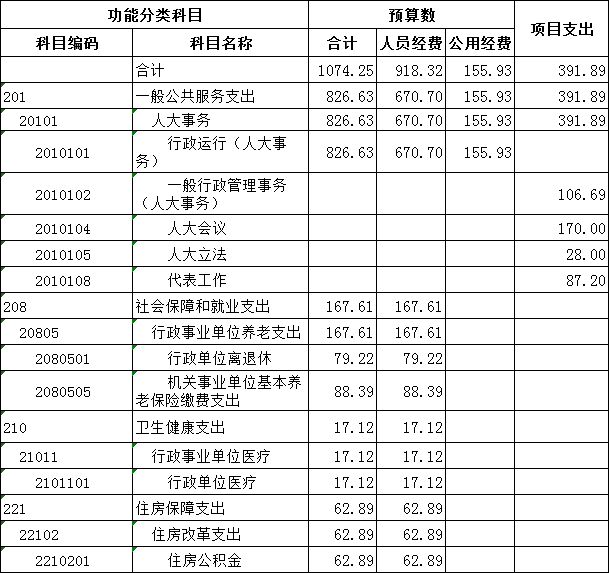 功能分类科目 预算数 项目支出
科目编码 科目名称 合计 人员经费 公用经费
合计 1074.25 918.32 155.93 391.89
201 一般公共服务支出 826.63 670.70 155.93 391.89
20101 人大事务 826.63 670.70 155.93 391.89
2010101 行政运行（人大事
务） 826.63 670.70 155.93
2010102 一般行政管理事务
（人大事务） 106.69
2010104 人大会议 170.00
2010105 人大立法 28.00
2010108 代表工作 87.20
208 社会保障和就业支出 167.61 167.61
20805 行政事业单位养老支出 167.61 167.61
2080501 行政单位离退休 79.22 79.22
2080505 机关事业单位基本养
老保险缴费支出 88.39 88.39
210 卫生健康支出 17.12 17.12
21011 行政事业单位医疗 17.12 17.12
2101101 行政单位医疗 17.12 17.12
221 住房保障支出 62.89 62.89
22102 住房改革支出 62.89 62.89
2210201 住房公积金 62.89 62.89